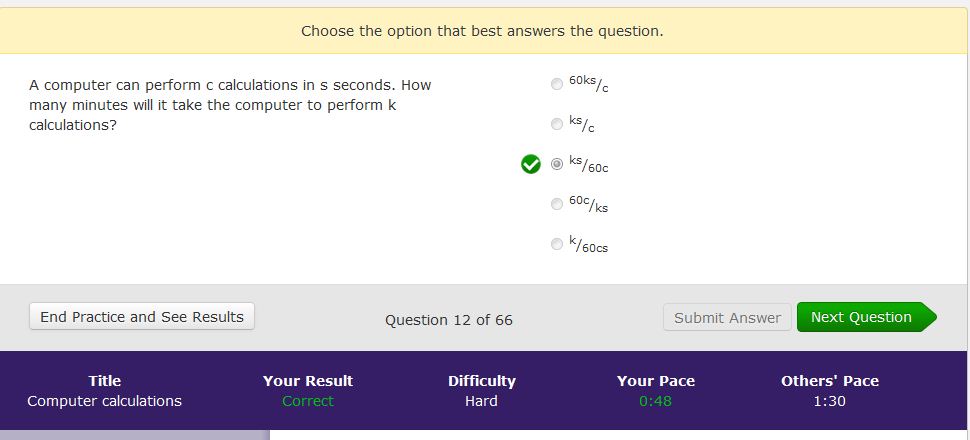 Choose the option that best answers the question.
A computer can perform c calculations in s seconds. How
many minutes will it take the computer to perform k
calculations?
60ks/c
ks/c
ks/60c
60c/ks
k/60cs
End Practice and See Results
Question 12 of 66
Submit Answer
Next Question
Title
Your Result
Difficulty
Your Pace
Others' Pace
Computer calculations
Correct
Hard
0:48
1:30